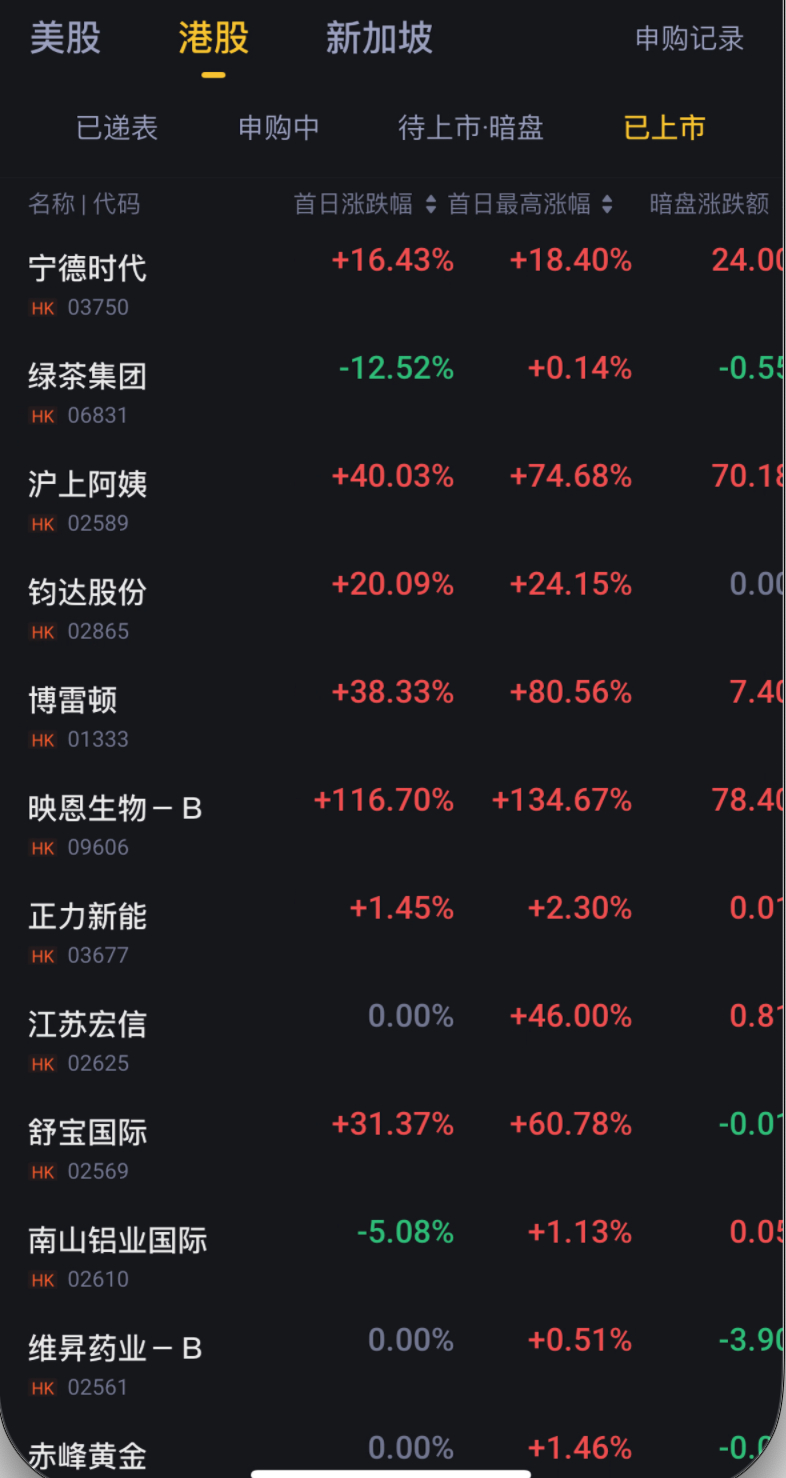 美股 港股 新加坡 申购记录
已递表 申购中 待上市·暗盘 已上市
名称 | 代码 首日涨跌幅 首日最高涨幅 暗盘涨跌额
宁德时代 +16.43% +18.40% 24.00
HK 03750
绿茶集团 -12.52% +0.14% -0.55
HK 06831
沪上阿姨 +40.03% +74.68% 70.18
HK 02589
钧达股份 +20.09% +24.15% 0.00
HK 02865
博雷顿 +38.33% +80.56% 7.40
HK 01333
映恩生物－B +116.70% +134.67% 78.40
HK 09606
正力新能 +1.45% +2.30% 0.01
HK 03677
江苏宏信 0.00% +46.00% 0.81
HK 02625
舒宝国际 +31.37% +60.78% -0.01
HK 02569
南山铝业国际 -5.08% +1.13% 0.05
HK 02610
维昇药业－B 0.00% +0.51% -3.90
HK 02561
赤峰黄金 0.00% +1.46%